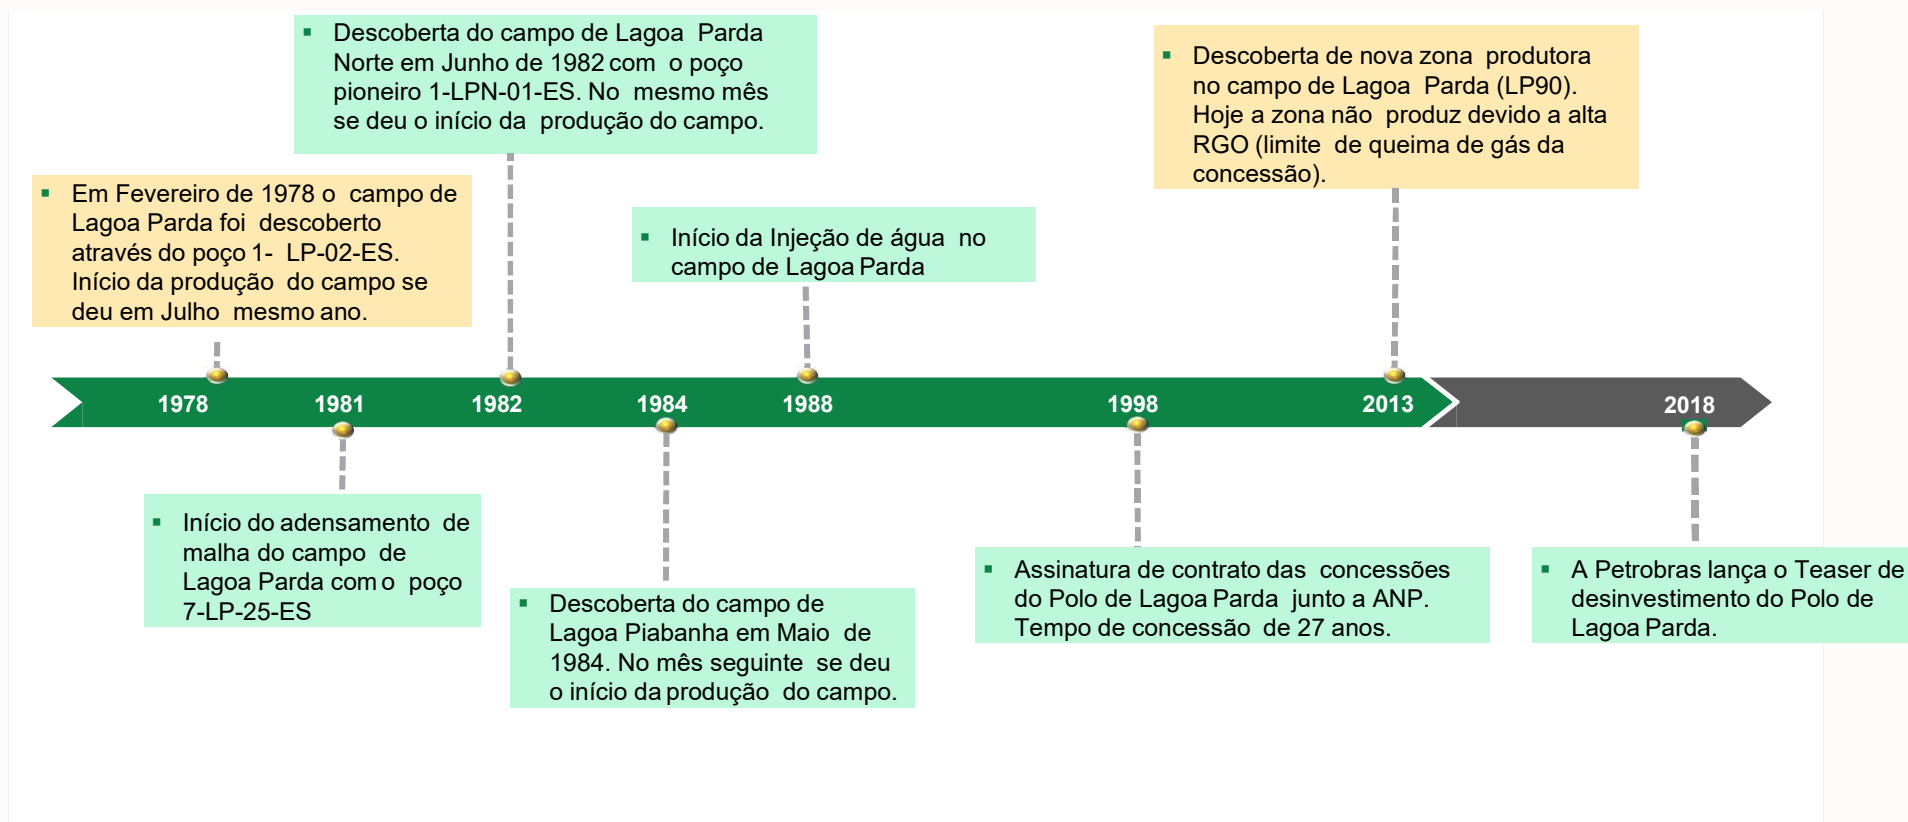 ▪ Descoberta do campo de Lagoa Parda
Norte em Junho de 1982 com o poço
pioneiro 1-LPN-01-ES. No mesmo mês
se deu o início da produção do campo.
▪ Descoberta de nova zona produtora
no campo de Lagoa Parda (LP90).
Hoje a zona não produz devido a alta
RGO (limite de queima de gás da
concessão).
▪ Em Fevereiro de 1978 o campo de
Lagoa Parda foi descoberto
através do poço 1- LP-02-ES.
Início da produção do campo se
deu em Julho mesmo ano.
▪ Início da Injeção de água no
campo de Lagoa Parda
1978 1981 1982 1984 1988 1998 2013 2018
▪ Início do adensamento de
malha do campo de
Lagoa Parda com o poço
7-LP-25-ES
▪ Descoberta do campo de
Lagoa Piabanha em Maio de
1984. No mês seguinte se deu
o início da produção do campo.
▪ Assinatura de contrato das concessões
do Polo de Lagoa Parda junto a ANP.
Tempo de concessão de 27 anos.
▪ A Petrobras lança o Teaser de
desinvestimento do Polo de
Lagoa Parda.